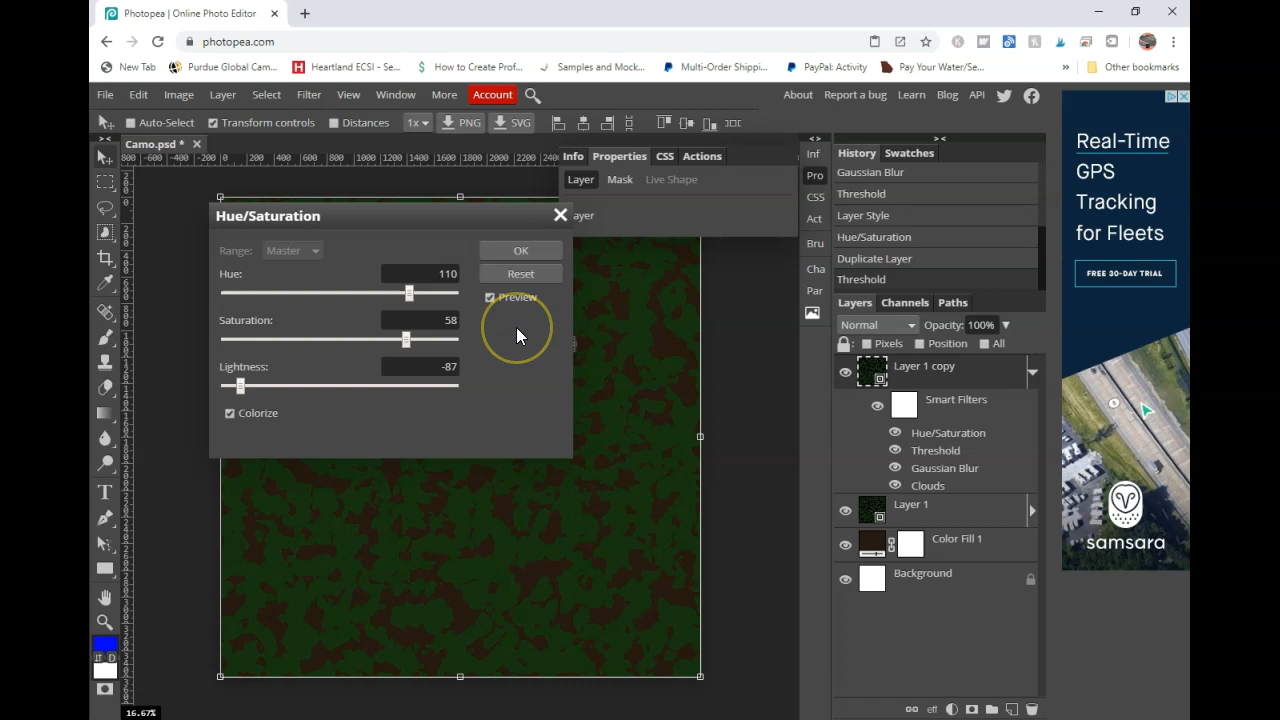 Photopea | Online Photo Editor
photopea.com
New Tab
Purdue Global Cam...
Heartland ECSI - Se...
How to Create Prof...
Samples and Mock...
Multi-Order Shippi...
PayPal: Activity
Pay Your Water/Se...
»
Other bookmarks
File Edit Image Layer Select Filter View Window More Account
About Report a bug Learn Blog API
Auto-Select Transform controls Distances 1x PNG SVG
Camo.psd *
Info Properties CSS Actions
Layer Mask Live Shape
ayer
Hue/Saturation
Range: Master
OK
Hue: 110
Reset
Preview
Saturation: 58
Lightness: -87
Colorize
Inf
Pro
CSS
Act
Bru
Cha
Par
History Swatches
Gaussian Blur
Threshold
Layer Style
Hue/Saturation
Duplicate Layer
Threshold
Layers Channels Paths
Normal Opacity: 100%
: Pixels Position All
Layer 1 copy
Smart Filters
Hue/Saturation
Threshold
Gaussian Blur
Clouds
Layer 1
Color Fill 1
Background
eff
16.67%
Real-Time
GPS
Tracking
for Fleets
FREE 30-DAY TRIAL
samsara